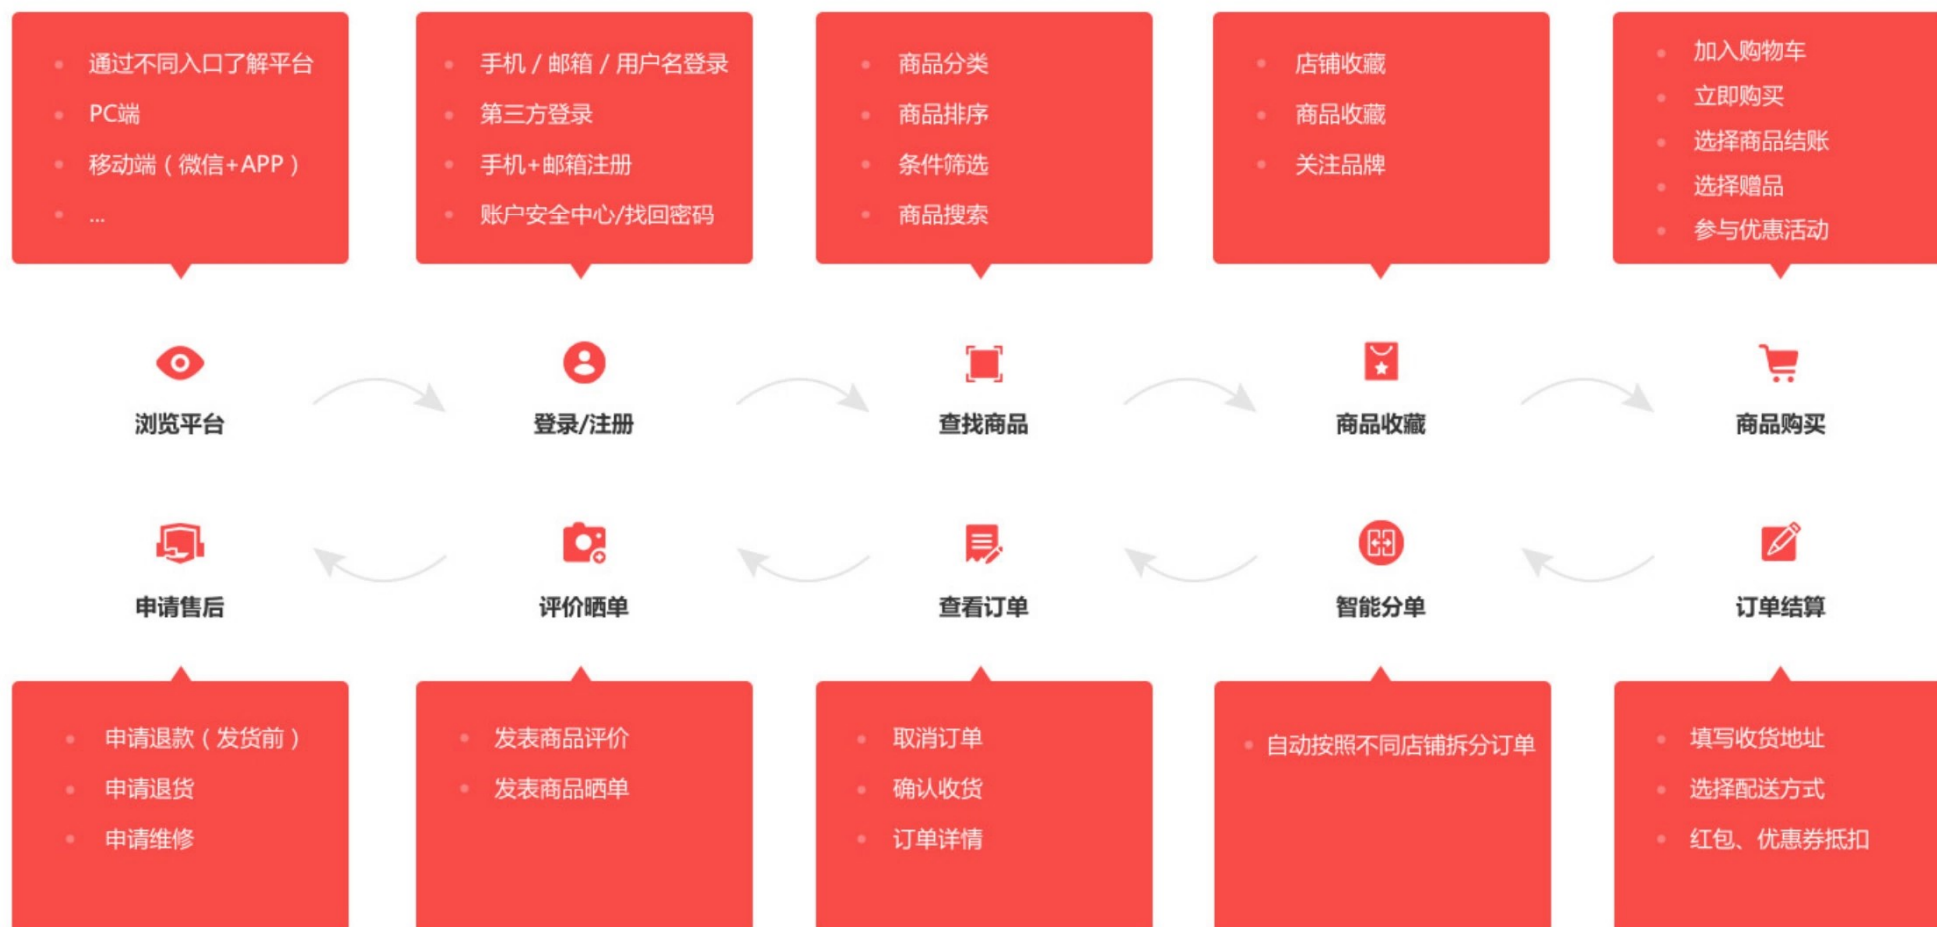 通过不同入口了解平台
PC端
移动端（微信+APP）
...
手机 / 邮箱 / 用户名登录
第三方登录
手机+邮箱注册
账户安全中心/找回密码
商品分类
商品排序
条件筛选
商品搜索
店铺收藏
商品收藏
关注品牌
加入购物车
立即购买
选择商品结账
选择赠品
参与优惠活动
浏览平台
登录/注册
查找商品
商品收藏
商品购买
申请售后
评价晒单
查看订单
智能分单
订单结算
申请退款（发货前）
申请退货
申请维修
发表商品评价
发表商品晒单
取消订单
确认收货
订单详情
自动按照不同店铺拆分订单
填写收货地址
选择配送方式
红包、优惠券抵扣